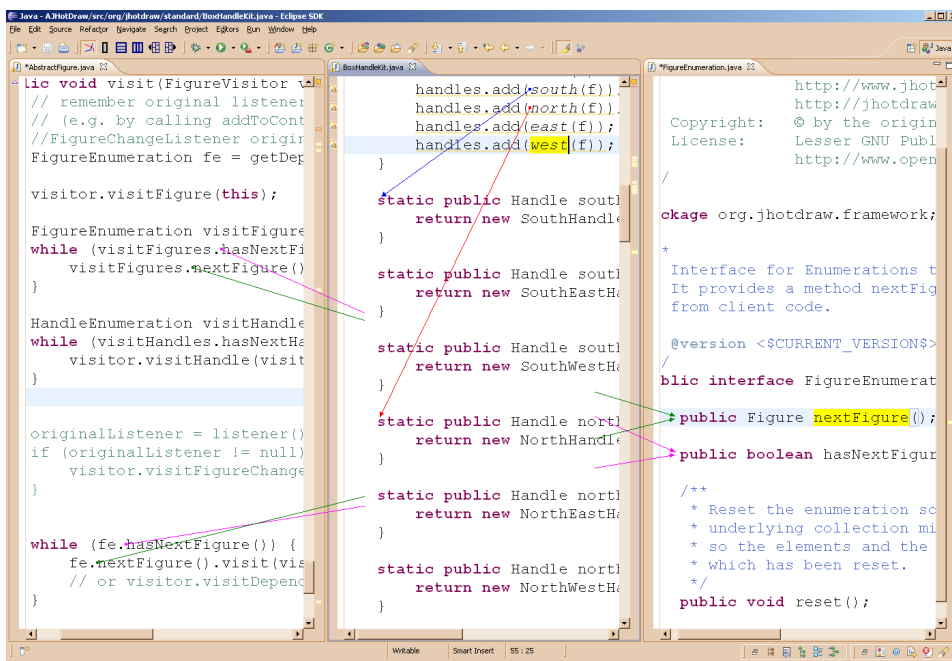 Java - AJHotDraw/src/org/jhotdraw/standard/BoxHandleKit.java - Eclipse SDK
File Edit Source Refactor Navigate Search Project Editors Run Window Help
Java
*AbstractFigure.java
lic void visit(FigureVisitor v
// remember original listener
// (e.g. by calling addToCont
//FigureChangeListener origin
FigureEnumeration fe = getDep
visitor.visitFigure(this);
FigureEnumeration visitFigure
while (visitFigures.hasNextFi
visitFigures.nextFigure()
}
HandleEnumeration visitHandle
while (visitHandles.hasNextHa
visitor.visitHandle(visit
}
originalListener = listener()
if (originalListener != null)
visitor.visitFigureChange
}
while (fe.hasNextFigure()) {
fe.nextFigure().visit(vis
// or visitor.visitDepend
}
BoxHandleKit.java
handles.add(south(f)).
handles.add(north(f)).
handles.add(east(f));
handles.add(west(f));
}
static public Handle south
return new SouthHandle
}
static public Handle south
return new SouthEastHa
}
static public Handle south
return new SouthWestHa
}
static public Handle north
return new NorthHandle
}
static public Handle north
return new NorthEastHa
}
static public Handle north
return new NorthWestHa
}
*FigureEnumeration.java
http://www.jhot
http://jhotdraw
Copyright: © by the origin
License: Lesser GNU Publ
http://www.open
/
ckage org.jhotdraw.framework;
*
Interface for Enumerations t
It provides a method nextFig
from client code.
@version <$CURRENT_VERSION$>
/
blic interface FigureEnumerat
public Figure nextFigure();
public boolean hasNextFigur
/**
* Reset the enumeration so
* underlying collection mi
* so the elements and the
* which has been reset.
*/
public void reset();
Writable Smart Insert 55 : 25